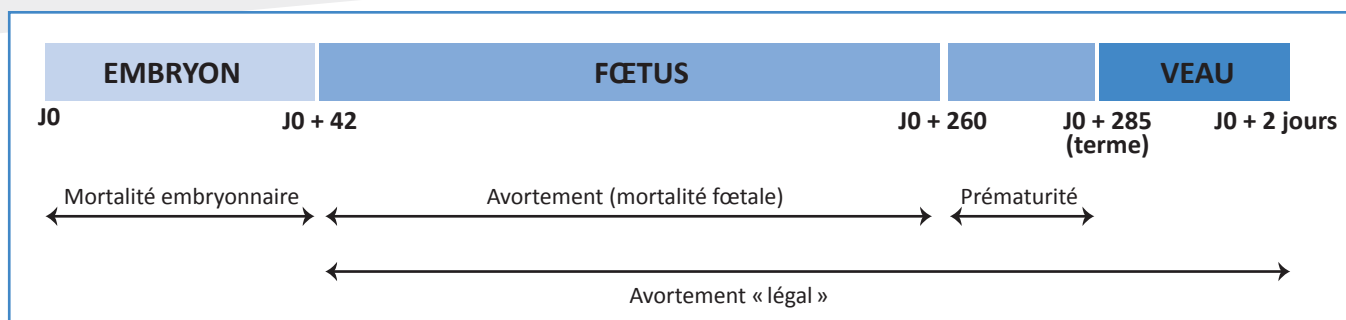 EMBRYON FŒTUS VEAU
J0 J0 + 42 J0 + 260 J0 + 285 J0 + 2 jours
(terme)
Mortalité embryonnaire Avortement (mortalité fœtale) Prématurité
Avortement « légal »